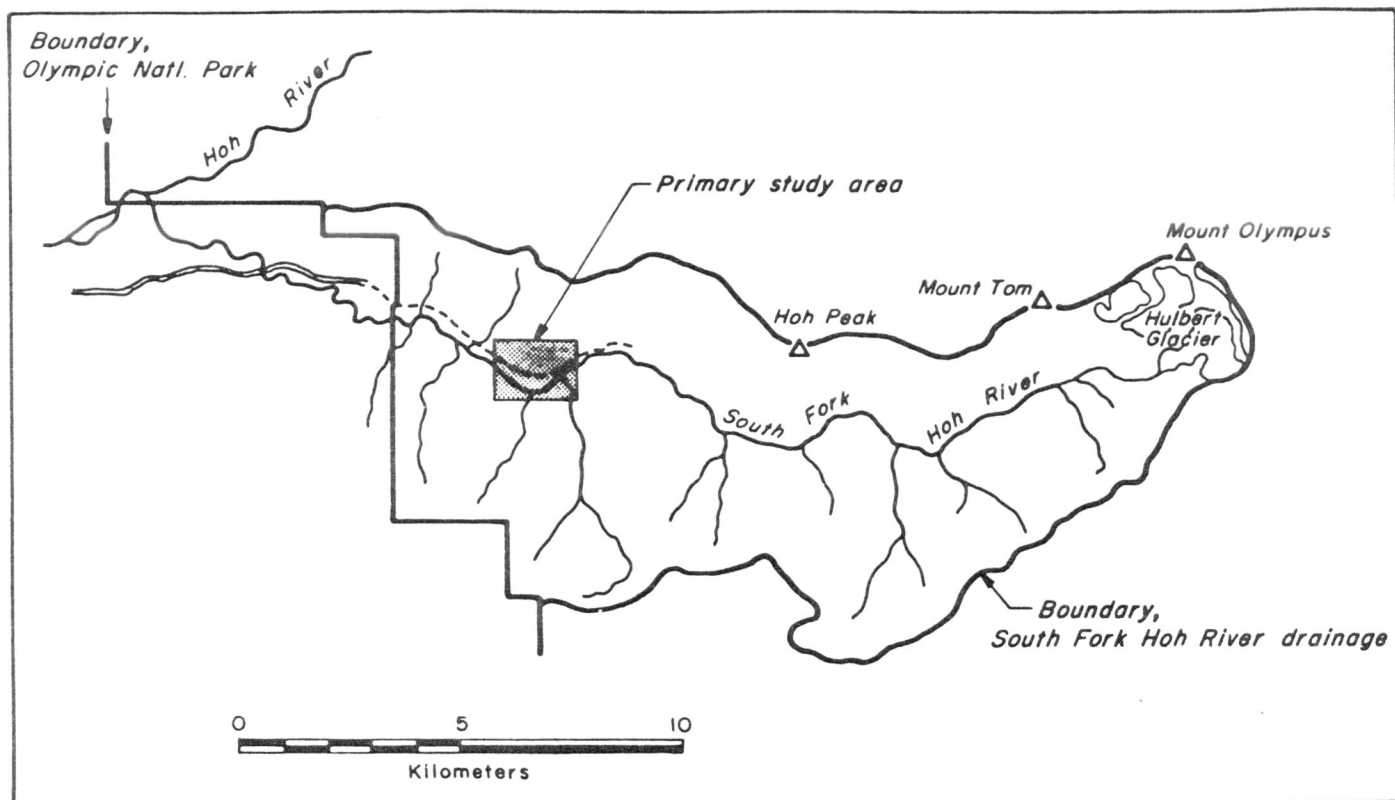 Boundary,
Olympic Natl. Park
Hoh River
Primary study area
Mount Olympus
Mount Tom
Hoh Peak
Hulbert
Glacier
South Fork Hoh River
Boundary,
South Fork Hoh River drainage
0 5 10
Kilometers